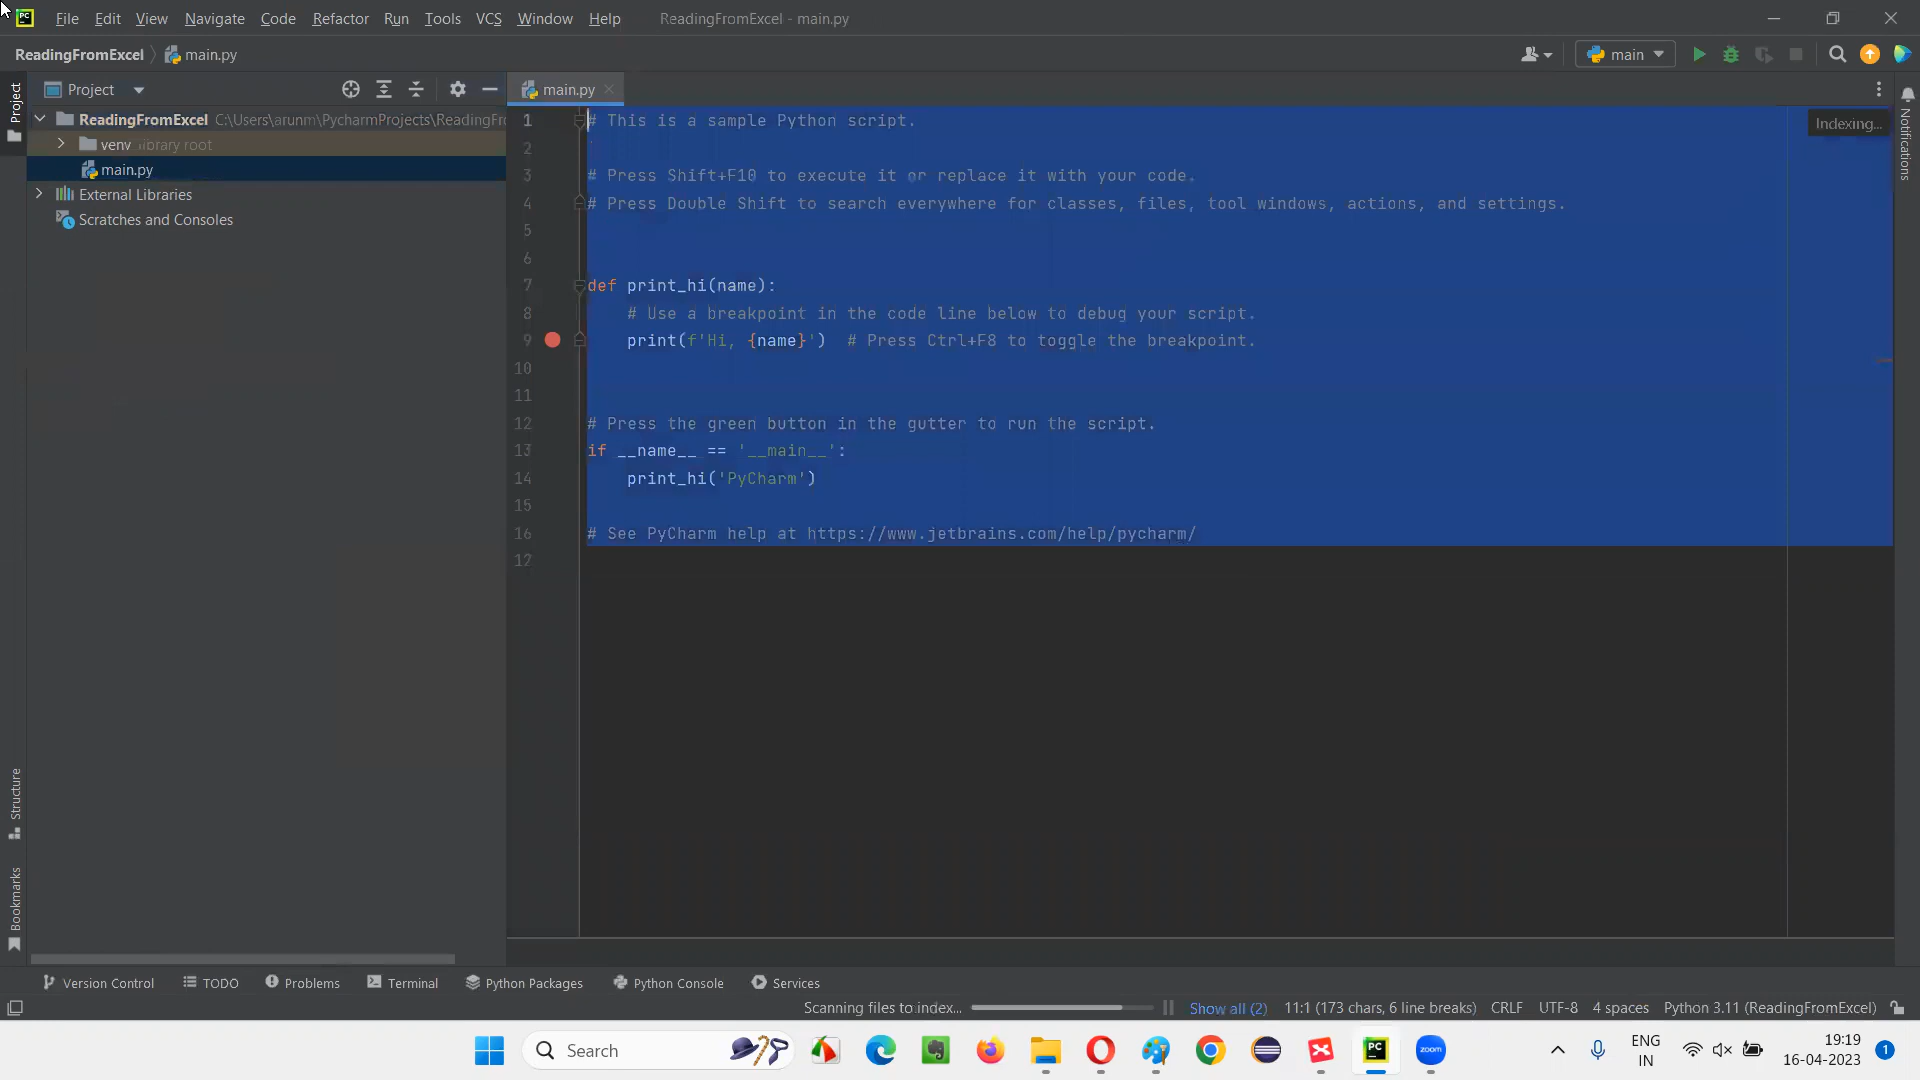 File Edit View Navigate Code Refactor Run Tools VCS Window Help ReadingFromExcel - main.py
ReadingFromExcel main.py main
Project main.py
ReadingFromExcel C:\Users\arunm\PycharmProjects\ReadingFr
venv library root
main.py
External Libraries
Scratches and Consoles
Project
Structure
Bookmarks
1 # This is a sample Python script.
2
3 # Press Shift+F10 to execute it or replace it with your code.
4 # Press Double Shift to search everywhere for classes, files, tool windows, actions, and settings.
5
6
7 def print_hi(name):
8 # Use a breakpoint in the code line below to debug your script.
9 print(f'Hi, {name}') # Press Ctrl+F8 to toggle the breakpoint.
10
11
12 # Press the green button in the gutter to run the script.
13 if __name__ == '__main__':
14 print_hi('PyCharm')
15
16 # See PyCharm help at https://www.jetbrains.com/help/pycharm/
17
Indexing...
Notifications
Version Control TODO Problems Terminal Python Packages Python Console Services
Scanning files to index... Show all (2) 11:1 (173 chars, 6 line breaks) CRLF UTF-8 4 spaces Python 3.11 (ReadingFromExcel)
Search PC zoom ENG IN 19:19 16-04-2023 1